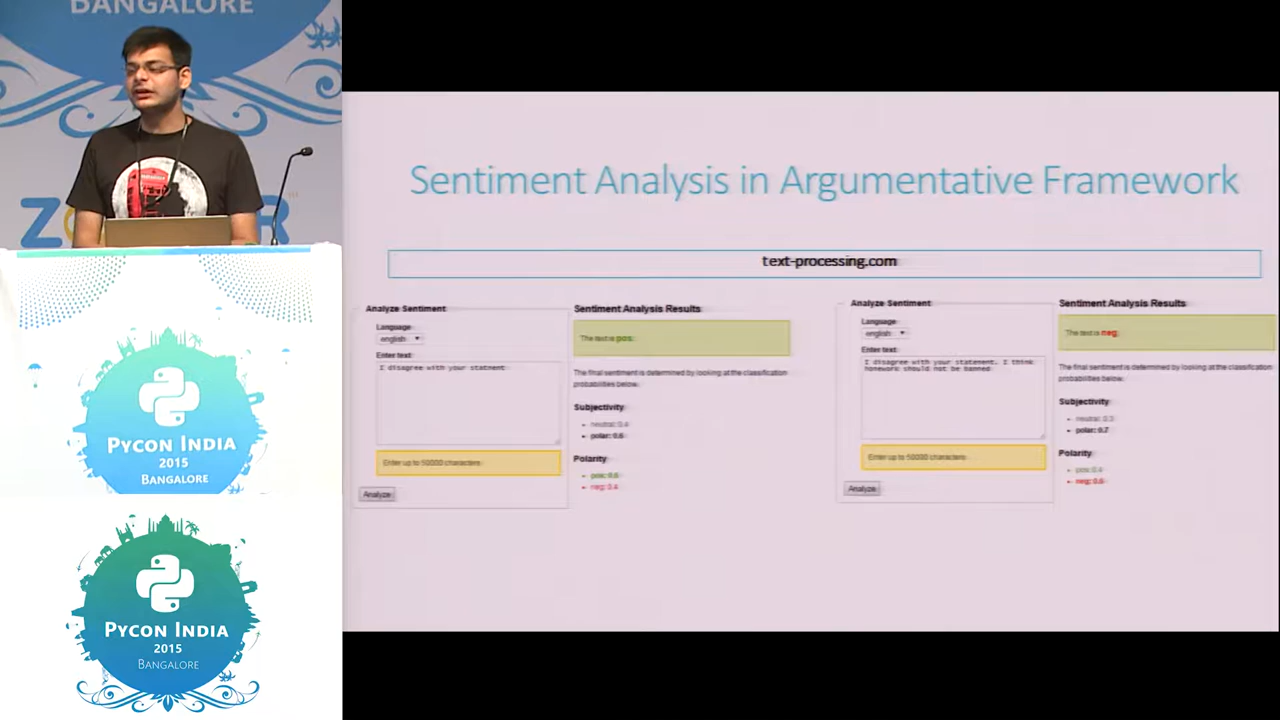 BANGALORE
PYCON INDIA
2015
BANGALORE
PYCON INDIA
2015
BANGALORE
Sentiment Analysis in Argumentative Framework
text-processing.com
Analyze Sentiment
Language
english
Enter text:
I disagree with your statment
Enter up to 50000 characters
Analyze
Sentiment Analysis Results
The text is pos.
The final sentiment is determined by looking at the classification
probabilities below.
Subjectivity
neutral: 0.4
polar: 0.6
Polarity
pos: 0.6
neg: 0.4
Analyze Sentiment
Language
english
Enter text:
I disagree with your statement, I think
homework should not be banned
Enter up to 50000 characters
Analyze
Sentiment Analysis Results
The text is neg.
The final sentiment is determined by looking at the classification
probabilities below.
Subjectivity
neutral: 0.3
polar: 0.7
Polarity
pos: 0.4
neg: 0.6